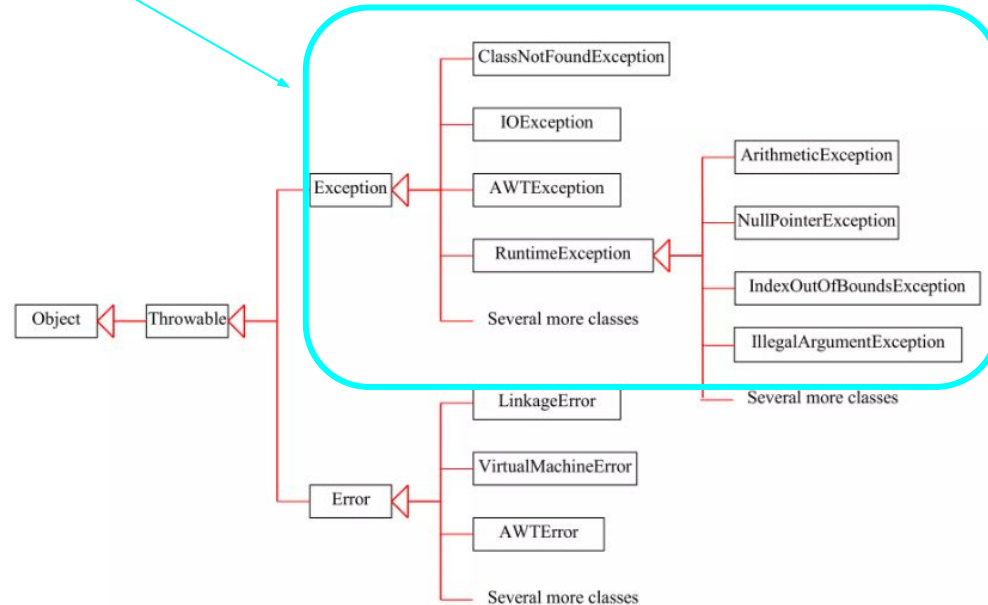 ClassNotFoundException
IOException
ArithmeticException
Exception
AWTException
NullPointerException
RuntimeException
IndexOutOfBoundsException
Object
Throwable
Several more classes
IllegalArgumentException
Several more classes
LinkageError
VirtualMachineError
Error
AWTError
Several more classes